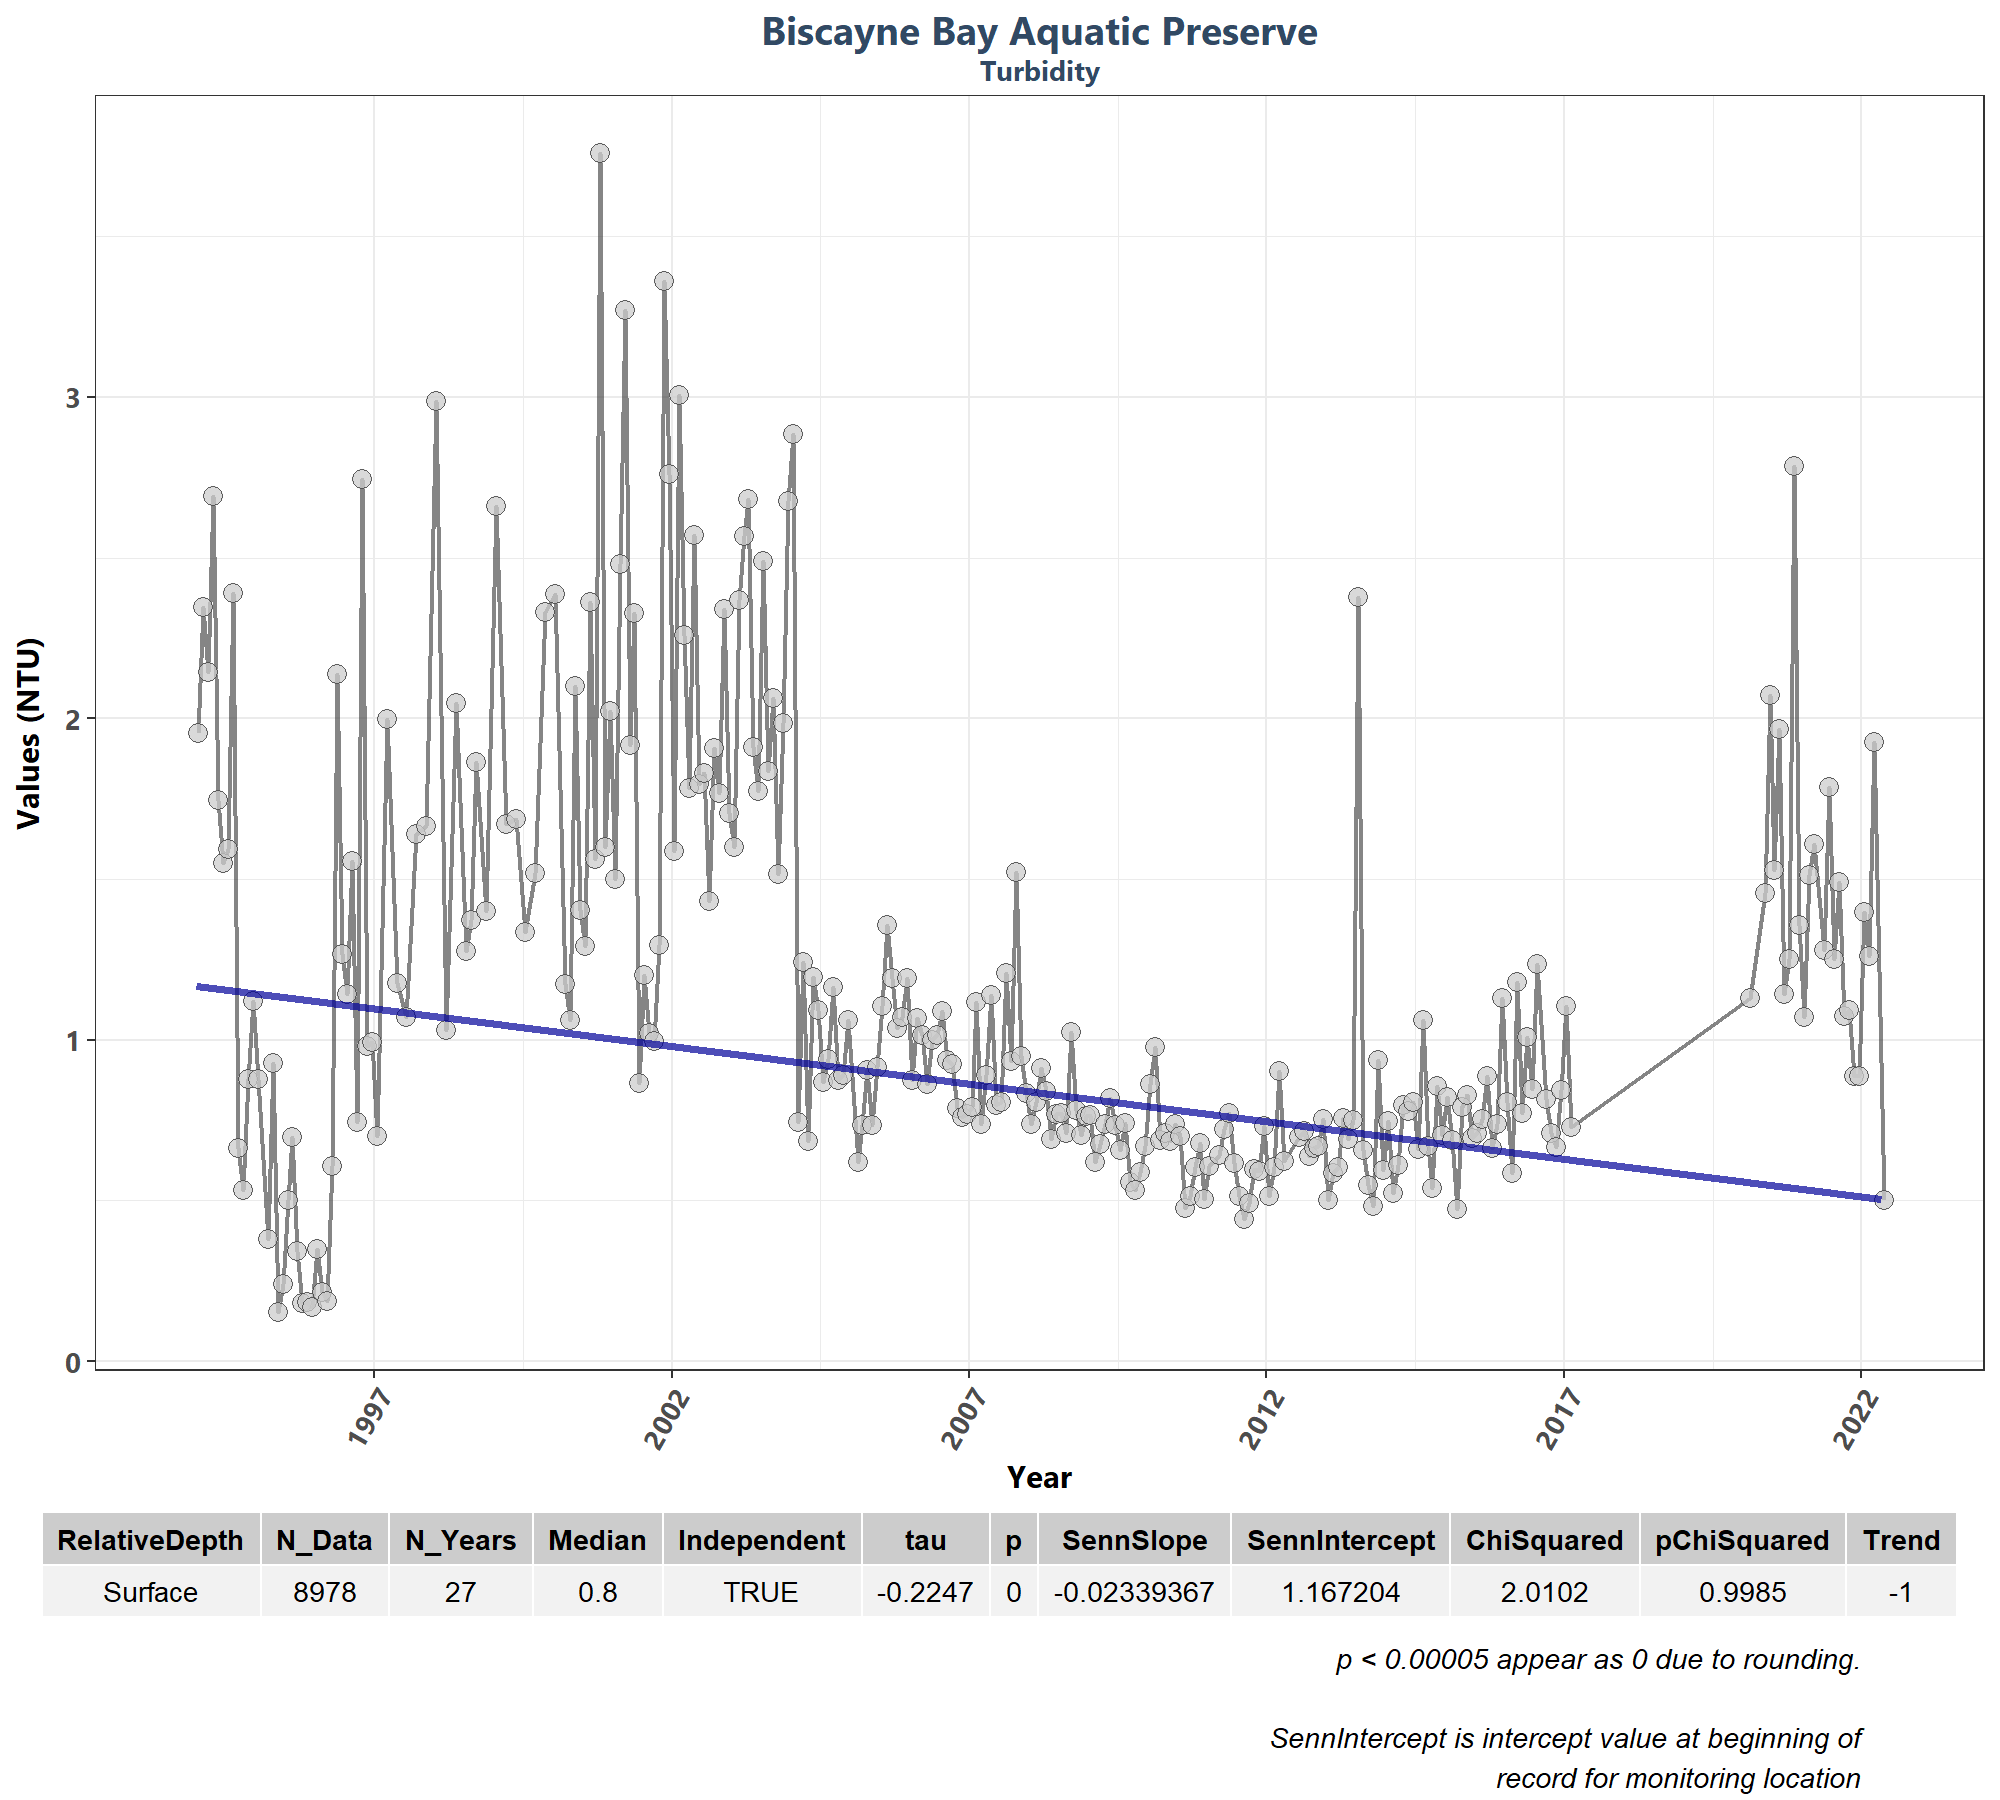 Biscayne Bay Aquatic Preserve
Turbidity
Values (NTU)
3
2
1
0
1997 2002 2007 2012 2017 2022
Year
RelativeDepth N_Data N_Years Median Independent tau p SennSlope SennIntercept ChiSquared pChiSquared Trend
Surface 8978 27 0.8 TRUE -0.2247 0 -0.02339367 1.167204 2.0102 0.9985 -1
p < 0.00005 appear as 0 due to rounding.
SennIntercept is intercept value at beginning of
record for monitoring location